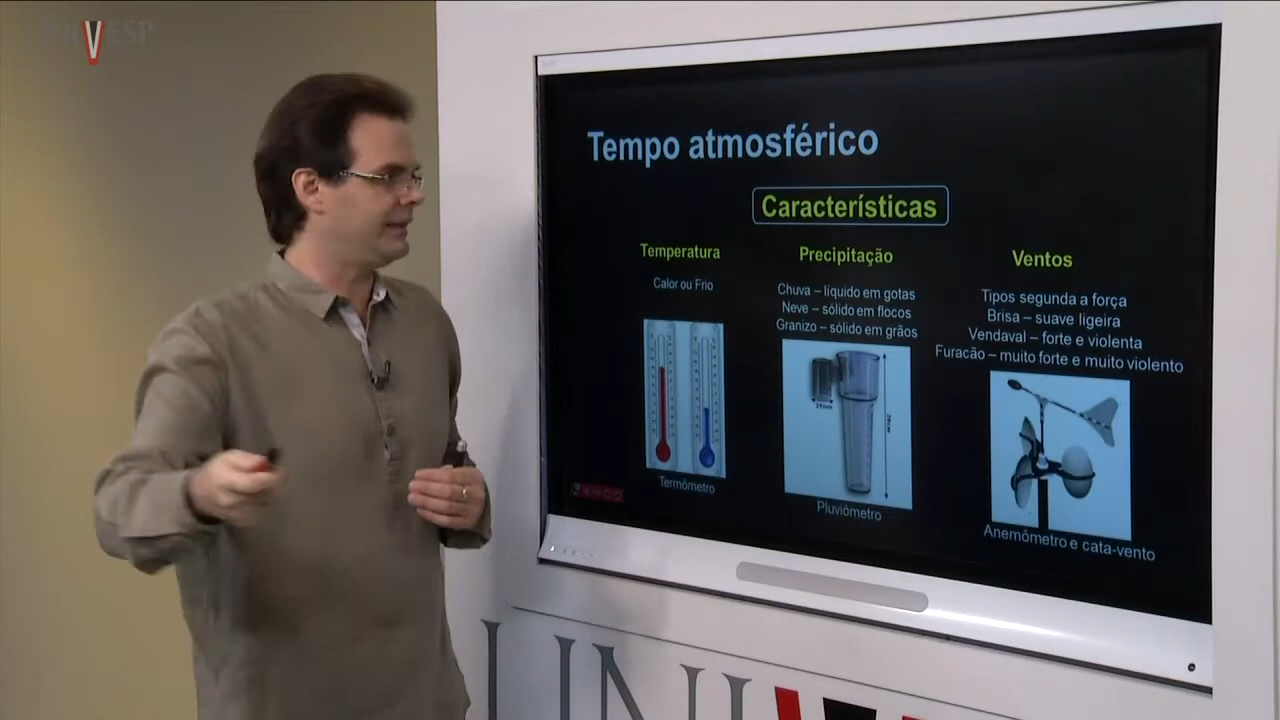 UNIVESP
Tempo atmosférico
Características
Temperatura
Calor ou Frio
Termômetro
Precipitação
Chuva – líquido em gotas
Neve – sólido em flocos
Granizo – sólido em grãos
Pluviômetro
Ventos
Tipos segunda a força
Brisa – suave ligeira
Vendaval – forte e violenta
Furacão – muito forte e muito violento
Anemômetro e cata-vento
UNIV